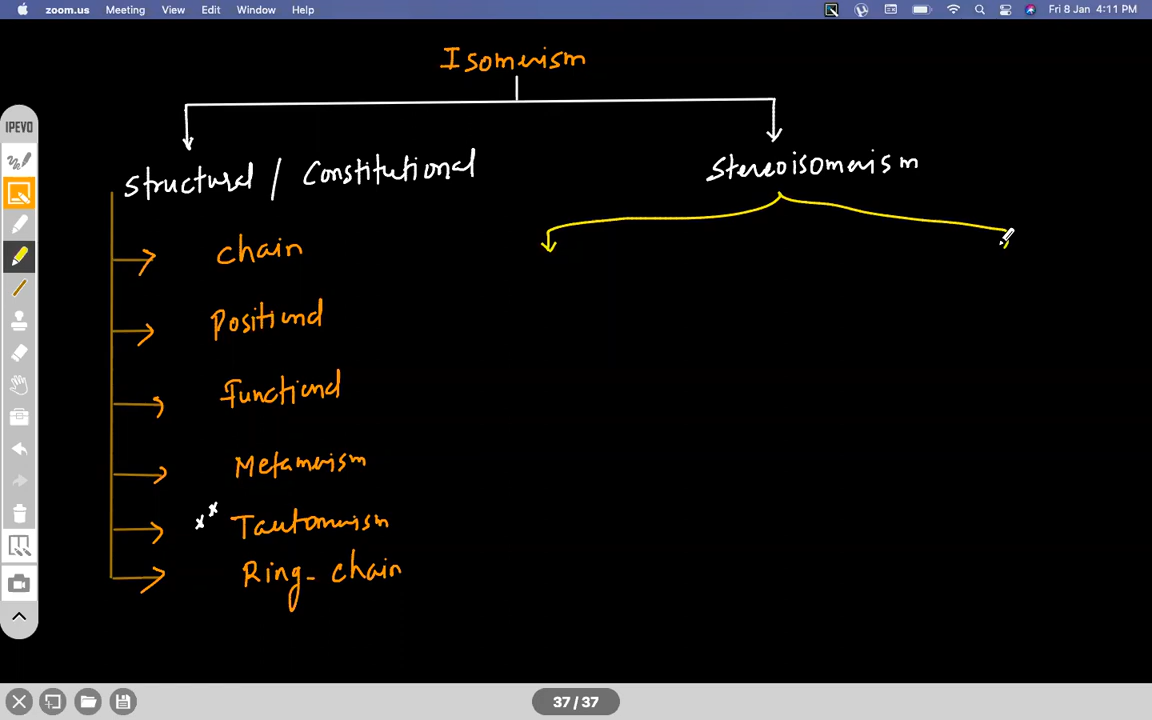 zoom.us Meeting View Edit Window Help Fri 8 Jan 4:11 PM
Isomerism
IPEVO
Structural / Constitutional
Stereoisomerism
chain
Positional
Functional
Metamerism
** Tautomerism
Ring - chain
37 / 37